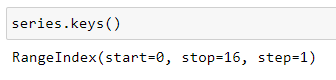 series.keys()
RangeIndex(start=0, stop=16, step=1)